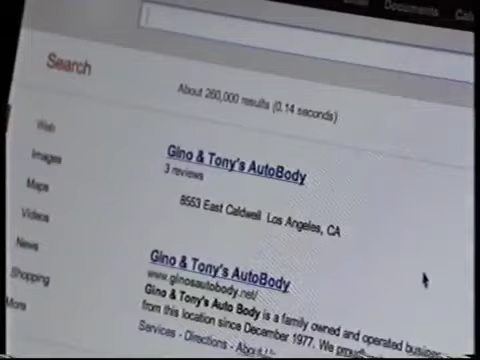 Documents
Search
About 260,000 results (0.14 seconds)
Web
Images
Maps
Videos
News
Shopping
More
Gino & Tony's AutoBody
3 reviews
8553 East Caldwell Los Angeles, CA
Gino & Tony's AutoBody
www.ginosautobody.net/
Gino & Tony's Auto Body is a family owned and operated business
from this location since December 1977. We proudly
Services - Directions - About